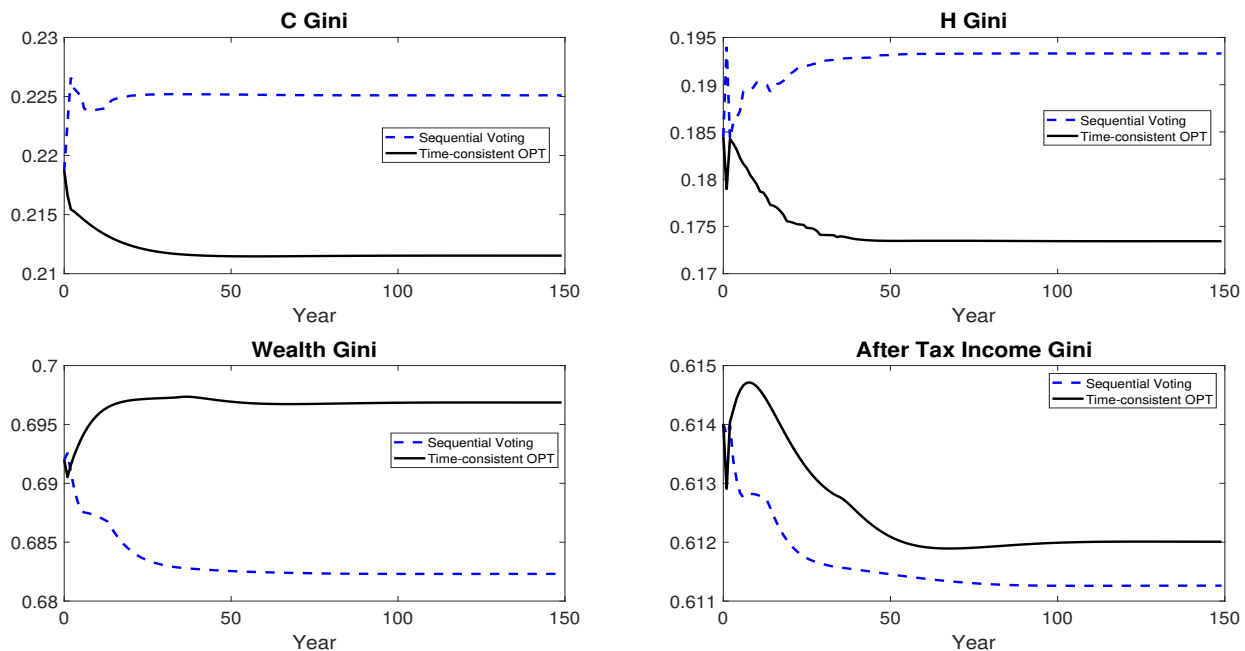 C Gini
0.23
0.225
0.22
0.215
0.21
0 50 100 150
Year
Sequential Voting
Time-consistent OPT
H Gini
0.195
0.19
0.185
0.18
0.175
0.17
0 50 100 150
Year
Sequential Voting
Time-consistent OPT
Wealth Gini
0.7
0.695
0.69
0.685
0.68
0 50 100 150
Year
Sequential Voting
Time-consistent OPT
After Tax Income Gini
0.615
0.614
0.613
0.612
0.611
0 50 100 150
Year
Sequential Voting
Time-consistent OPT